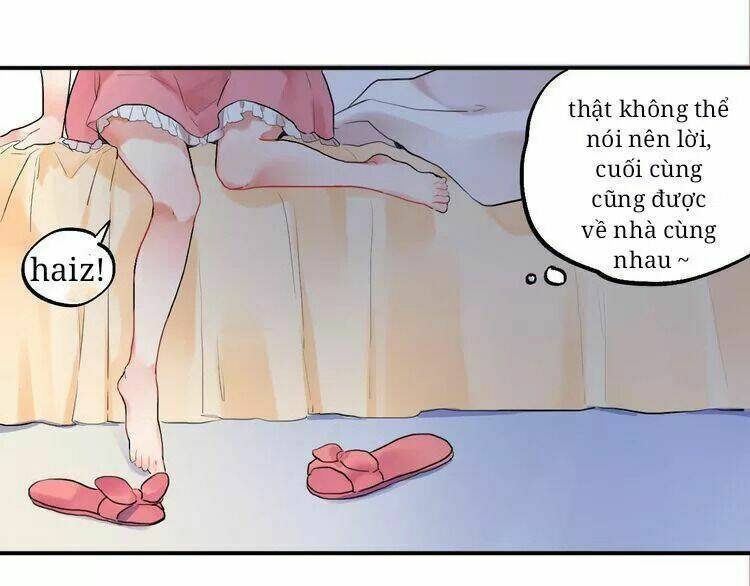 thật không thể
nói nên lời,
cuối cùng
cũng được
về nhà cùng
nhau ~
haiz!